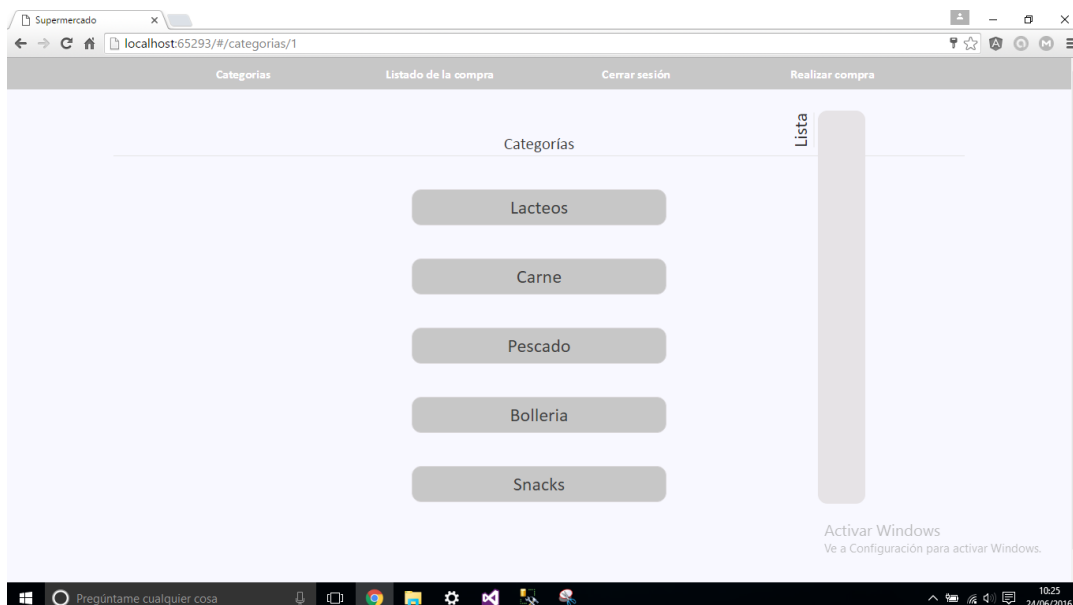 Supermercado
localhost:65293/#/categorias/1
Categorias Listado de la compra Cerrar sesión Realizar compra
Lista
Categorías
Lacteos
Carne
Pescado
Bolleria
Snacks
Activar Windows
Ve a Configuración para activar Windows.
Pregúntame cualquier cosa
10:25
24/06/2016